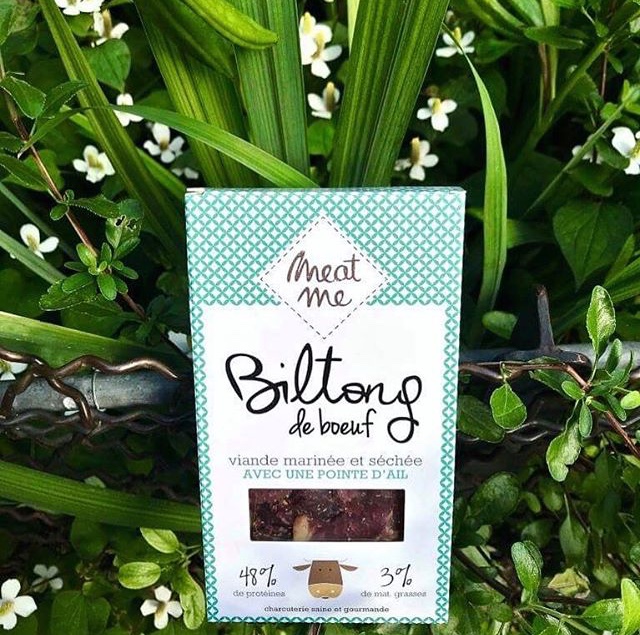 Meat
me
Biltong
de boeuf
viande marinée et séchée
AVEC UNE POINTE D'AIL
48%
de protéines
3%
de mat. grasses
charcuterie saine et gourmande